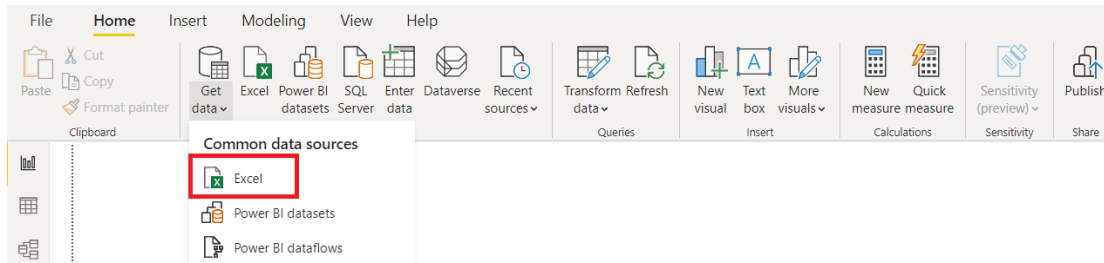 File Home Insert Modeling View Help
Cut
Copy
Format painter
Paste
Clipboard
Get data
Excel
Power BI datasets
SQL Server
Enter data
Dataverse
Recent sources
Transform data
Refresh
Queries
New visual
A
Text box
More visuals
Insert
New measure
Quick measure
Calculations
Sensitivity (preview)
Sensitivity
Publish
Share
Common data sources
Excel
Power BI datasets
Power BI dataflows